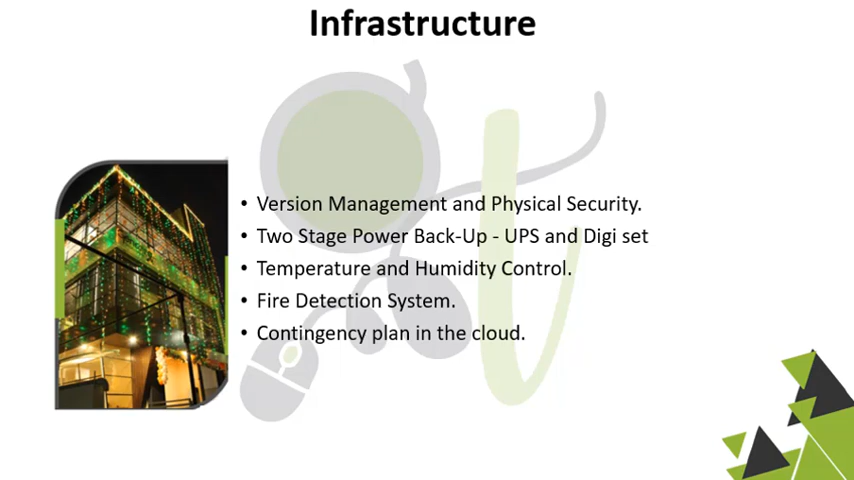 Infrastructure
• Version Management and Physical Security.
• Two Stage Power Back-Up - UPS and Digi set
• Temperature and Humidity Control.
• Fire Detection System.
• Contingency plan in the cloud.